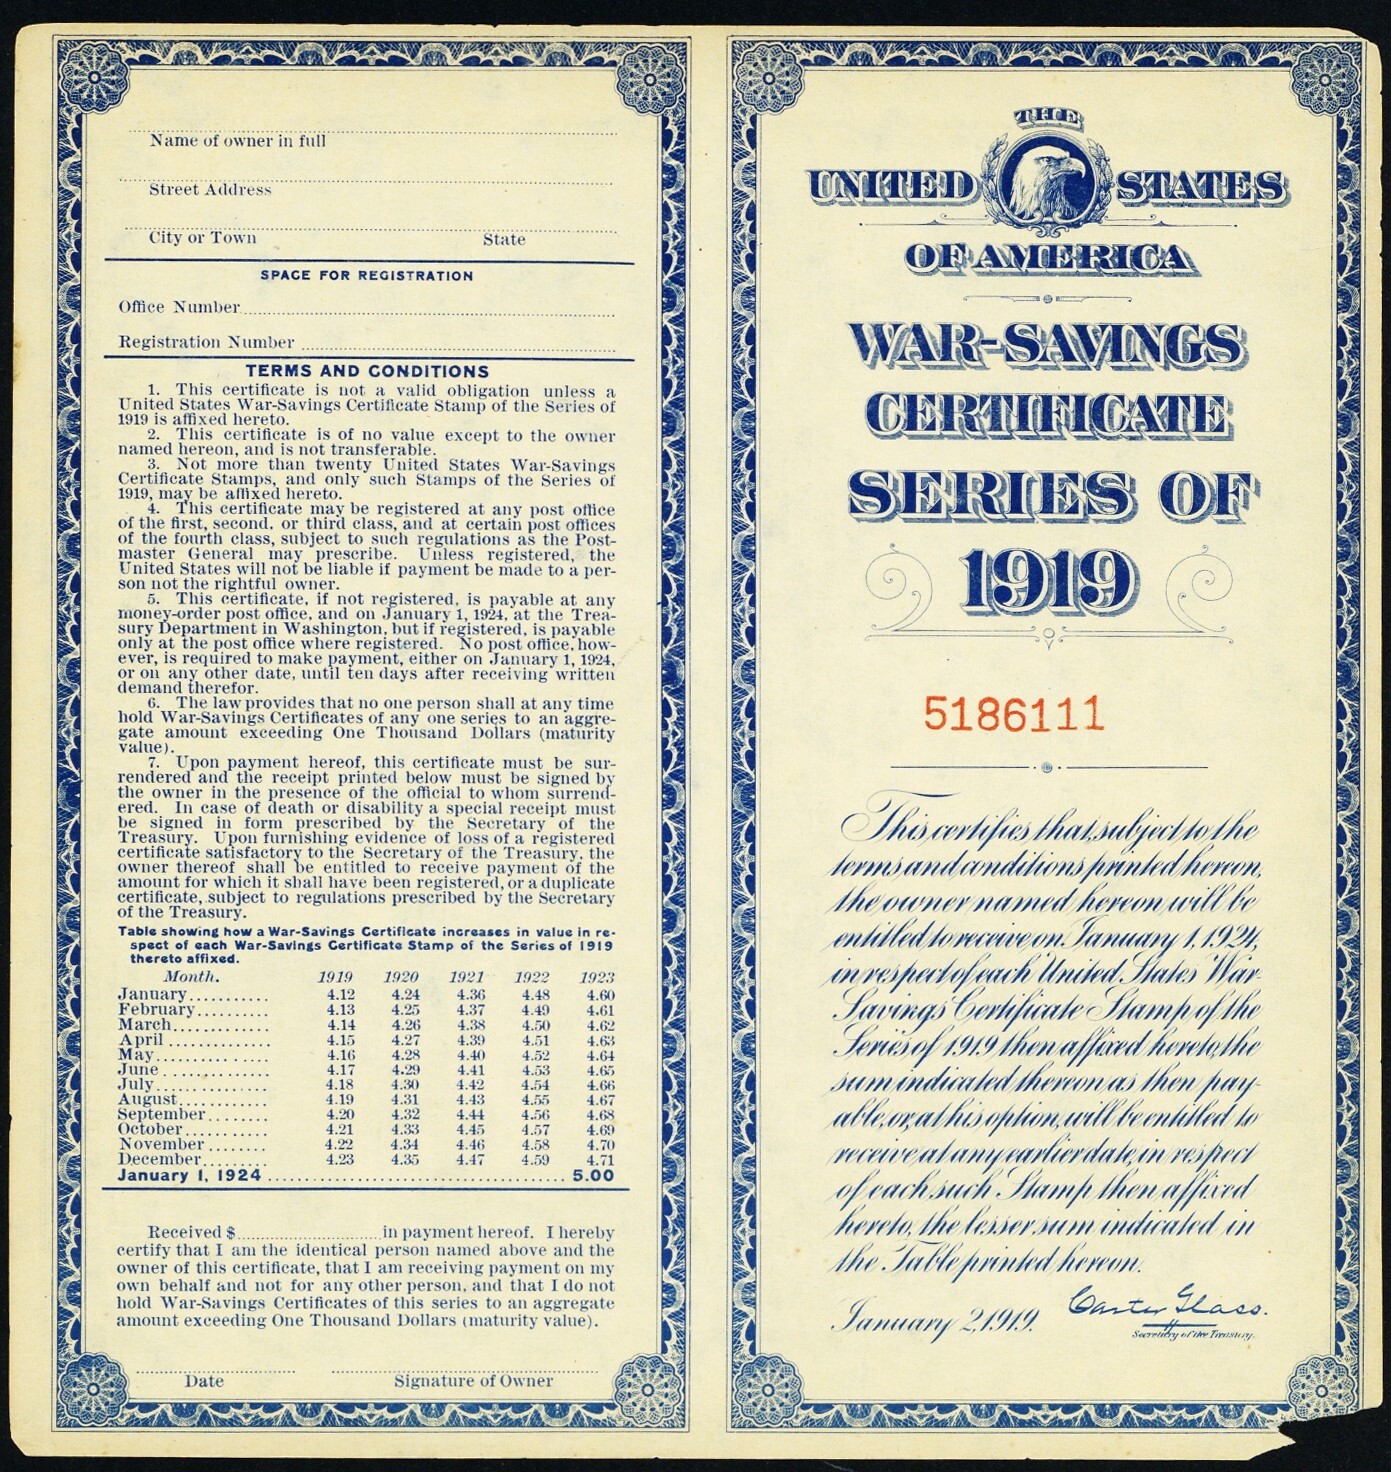 Name of owner in full
Street Address
City or Town State
SPACE FOR REGISTRATION
Office Number
Registration Number
TERMS AND CONDITIONS
1. This certificate is not a valid obligation unless a
United States War-Savings Certificate Stamp of the Series of
1919 is affixed hereto.
2. This certificate is of no value except to the owner
named hereon, and is not transferable.
3. Not more than twenty United States War-Savings
Certificate Stamps, and only such Stamps of the Series of
1919, may be affixed hereto.
4. This certificate may be registered at any post office
of the first, second, or third class, and at certain post offices
of the fourth class, subject to such regulations as the Post-
master General may prescribe. Unless registered, the
United States will not be liable if payment be made to a per-
son not the rightful owner.
5. This certificate, if not registered, is payable at any
money-order post office, and on January 1, 1924, at the Trea-
sury Department in Washington, but if registered, is payable
only at the post office where registered. No post office, how-
ever, is required to make payment, either on January 1, 1924,
or on any other date, until ten days after receiving written
demand therefor.
6. The law provides that no one person shall at any time
hold War-Savings Certificates of any one series to an aggre-
gate amount exceeding One Thousand Dollars (maturity
value).
7. Upon payment hereof, this certificate must be sur-
rendered and the receipt printed below must be signed by
the owner in the presence of the official to whom surrend-
ered. In case of death or disability a special receipt must
be signed in form prescribed by the Secretary of the
Treasury. Upon furnishing evidence of loss of a registered
certificate satisfactory to the Secretary of the Treasury, the
owner thereof shall be entitled to receive payment of the
amount for which it shall have been registered, or a duplicate
certificate, subject to regulations prescribed by the Secretary
of the Treasury.
Table showing how a War-Savings Certificate increases in value in re-
spect of each War-Savings Certificate Stamp of the Series of 1919
thereto affixed.
Month. 1919 1920 1921 1922 1923
January........... 4.12 4.24 4.36 4.48 4.60
February.......... 4.13 4.25 4.37 4.49 4.61
March............. 4.14 4.26 4.38 4.50 4.62
April ............. 4.15 4.27 4.39 4.51 4.63
May............... 4.16 4.28 4.40 4.52 4.64
June .............. 4.17 4.29 4.41 4.53 4.65
July............... 4.18 4.30 4.42 4.54 4.66
August............ 4.19 4.31 4.43 4.55 4.67
September......... 4.20 4.32 4.44 4.56 4.68
October........... 4.21 4.33 4.45 4.57 4.69
November ........ 4.22 4.34 4.46 4.58 4.70
December......... 4.23 4.35 4.47 4.59 4.71
January 1, 1924 ........................................ 5.00
Received $....................in payment hereof. I hereby
certify that I am the identical person named above and the
owner of this certificate, that I am receiving payment on my
own behalf and not for any other person, and that I do not
hold War-Savings Certificates of this series to an aggregate
amount exceeding One Thousand Dollars (maturity value).
Date Signature of Owner
THE
UNITED STATES
OF AMERICA
WAR-SAVINGS
CERTIFICATE
SERIES OF
1919
5186111
This certifies that, subject to the
terms and conditions printed hereon,
the owner named hereon will be
entitled to receive on January 1, 1924,
in respect of each United States War-
Savings Certificate Stamp of the
Series of 1919 then affixed hereto, the
sum indicated thereon as then pay-
able, or, at his option, will be entitled to
receive, at any earlier date, in respect
of each such Stamp then affixed
hereto, the lesser sum indicated in
the Table printed hereon.
January 2, 1919. Carter Glass.
Secretary of the Treasury.